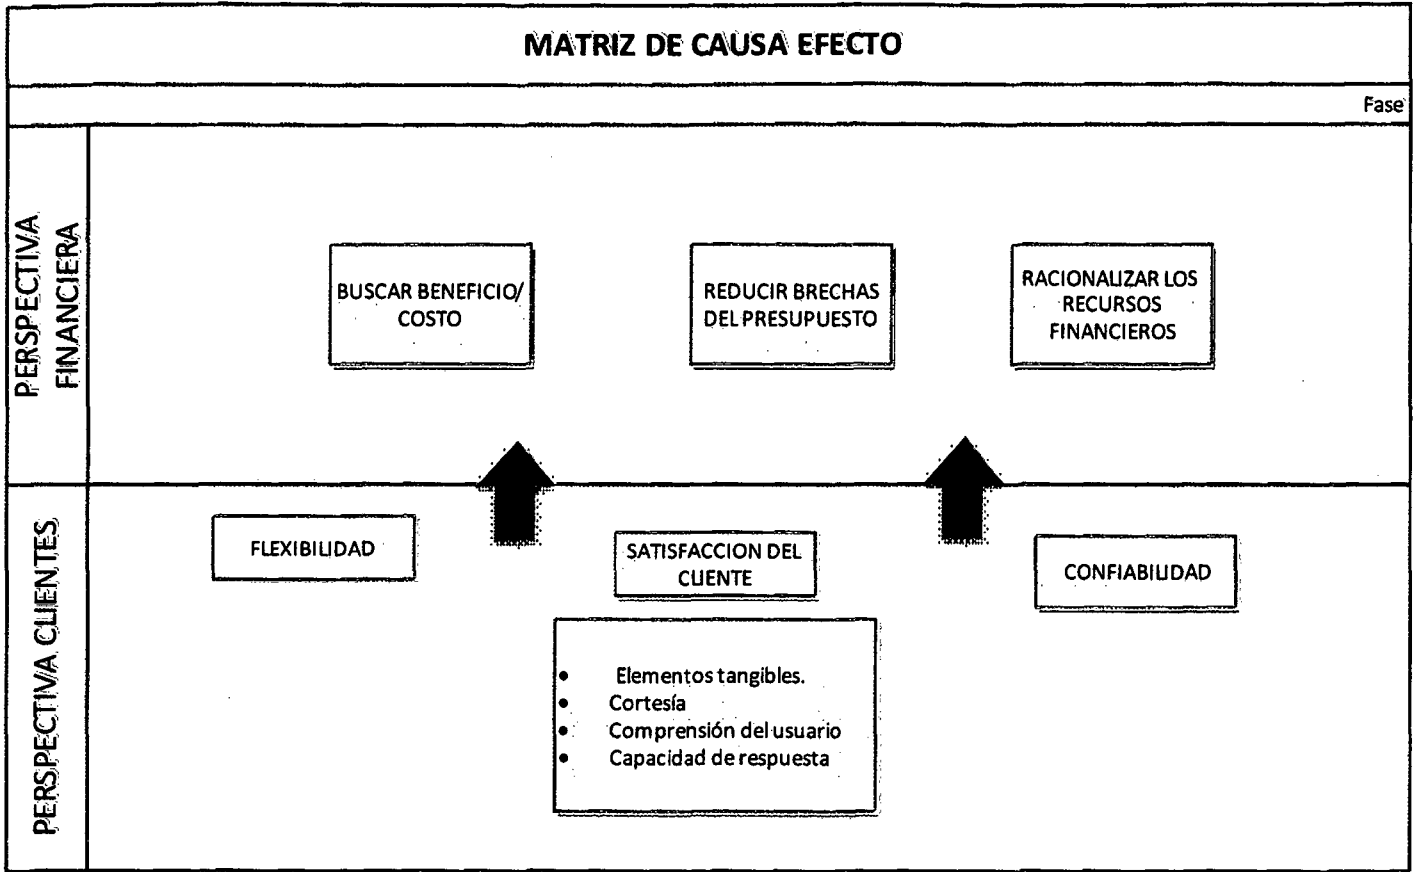 MATRIZ DE CAUSA EFECTO
Fase
PERSPECTIVA
FINANCIERA
BUSCAR BENEFICIO/
COSTO
REDUCIR BRECHAS
DEL PRESUPUESTO
RACIONALIZAR LOS
RECURSOS
FINANCIEROS
PERSPECTIVA CLIENTES
FLEXIBILIDAD
SATISFACCION DEL
CLIENTE
CONFIABILIDAD
• Elementos tangibles.
• Cortesía
• Comprensión del usuario
• Capacidad de respuesta